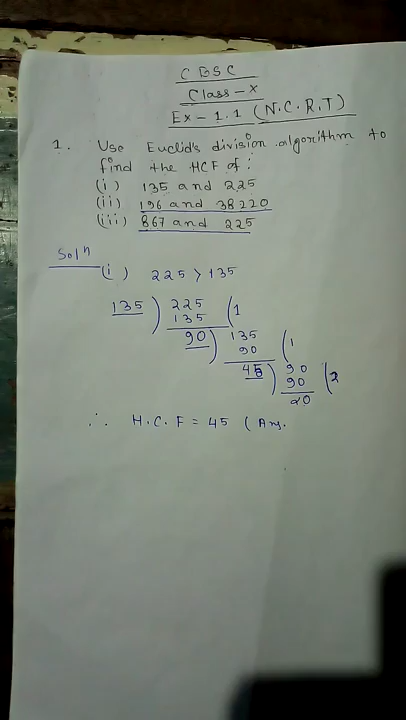 CBSC
Class-X
Ex-1.1 (N.C.R.T)
1. Use Euclid's division algorithm to
find the HCF of:
(i) 135 and 225
(ii) 196 and 38220
(iii) 867 and 225
Solⁿ
(i) 225 > 135
135 ) 225 ( 1
135
90 ) 135 ( 1
90
45 ) 90 ( 2
90
0
∴ H.C.F = 45 (Ans.